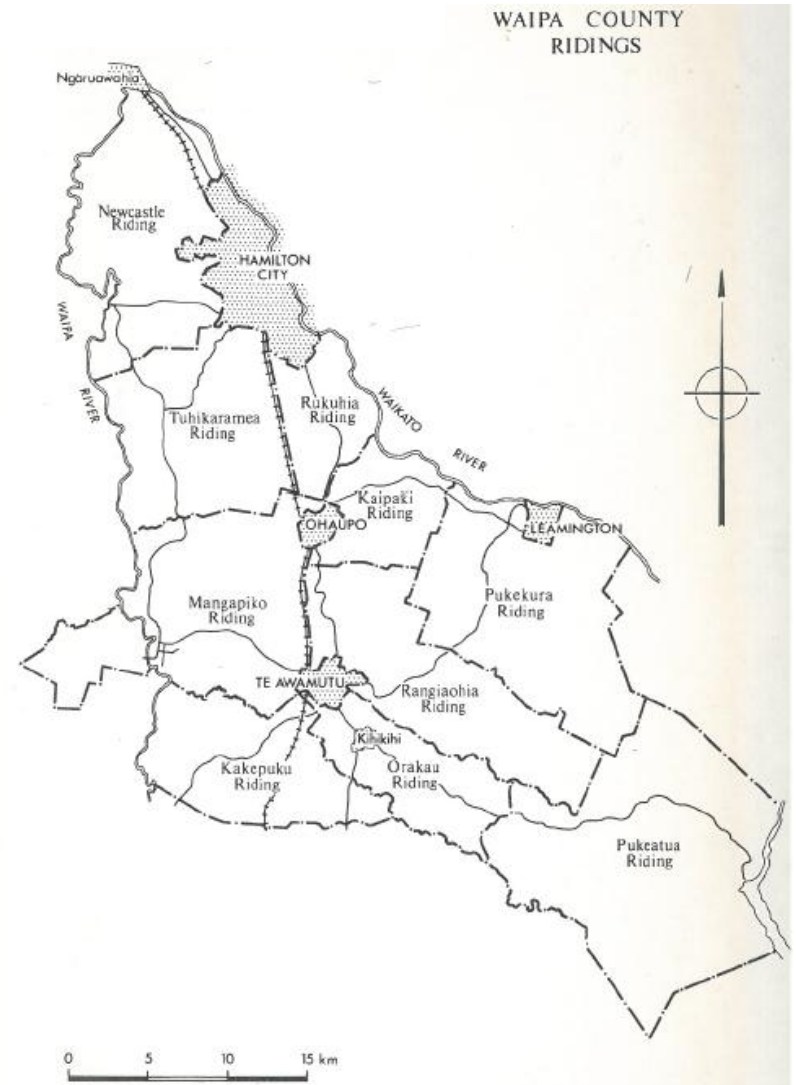 WAIPA COUNTY
RIDINGS
Ngaruawahia
Newcastle
Riding
HAMILTON
CITY
WAIPA
RIVER
Tuhikaramea
Riding
Rukuhia
Riding
WAIKATO
RIVER
Kaipaki
Riding
OHAUPO
LEAMINGTON
Mangapiko
Riding
Pukekura
Riding
TE AWAMUTU
Rangiaohia
Riding
Kihikihi
Kakepuku
Riding
Orakau
Riding
Pukeatua
Riding
0 5 10 15 km